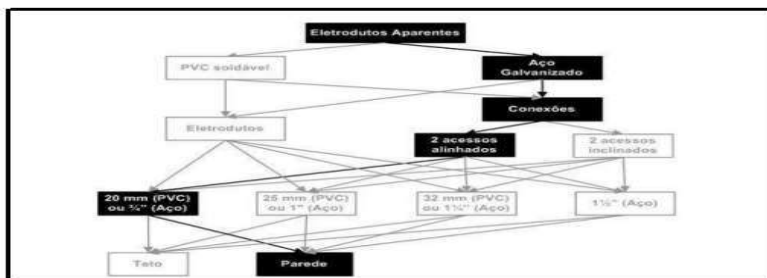 Eletrodutos Aparentes
PVC soldável
Aço
Galvanizado
Conexões
Eletrodutos
2 acessos
alinhados
2 acessos
inclinados
20 mm (PVC)
ou ¾" (Aço)
25 mm (PVC)
ou 1" (Aço)
32 mm (PVC)
ou 1¼" (Aço)
1½" (Aço)
Teto
Parede